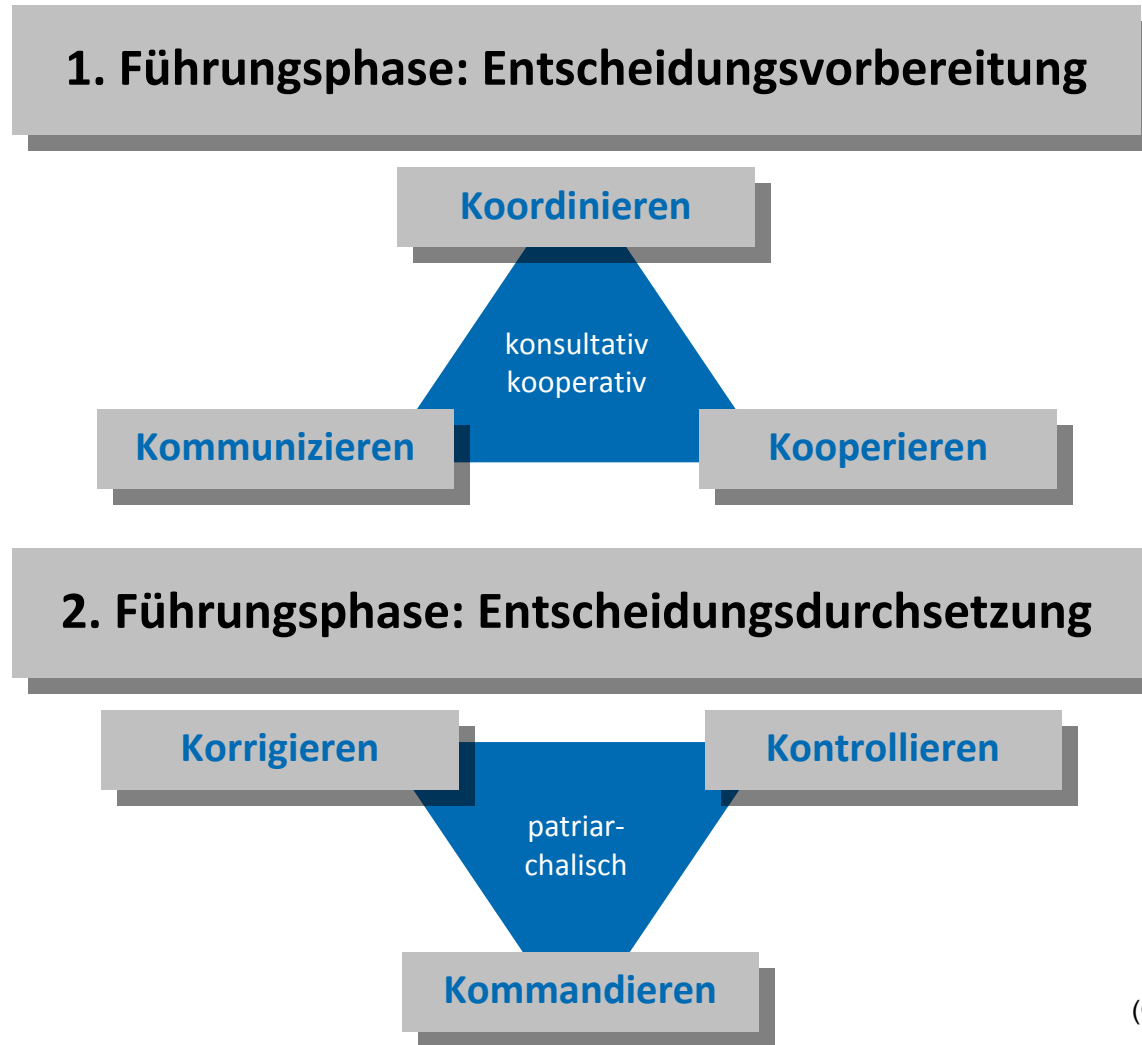 1. Führungsphase: Entscheidungsvorbereitung
Koordinieren
konsultativ
kooperativ
Kommunizieren
Kooperieren
2. Führungsphase: Entscheidungsdurchsetzung
Korrigieren
Kontrollieren
patriar-
chalisch
Kommandieren
(